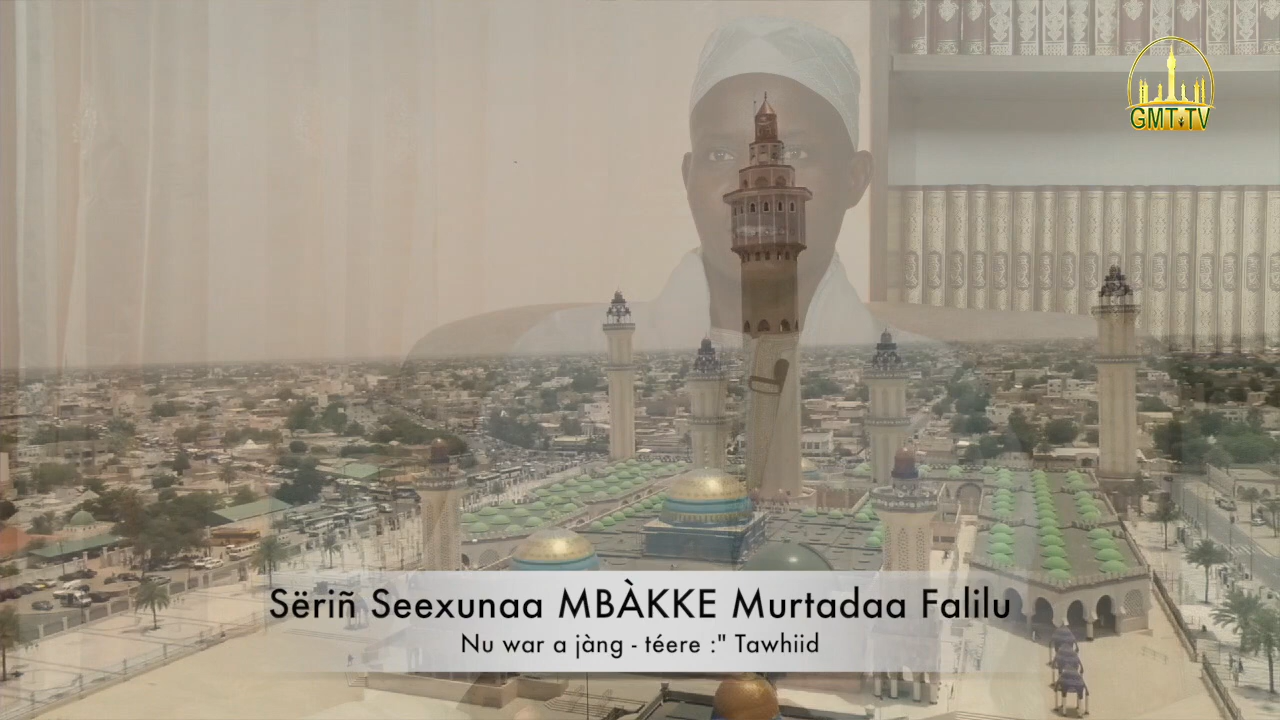 GMT TV
Sëriñ Seexunaa MBÀKKE Murtadaa Falilu
Nu war a jàng - téere :" Tawhiid